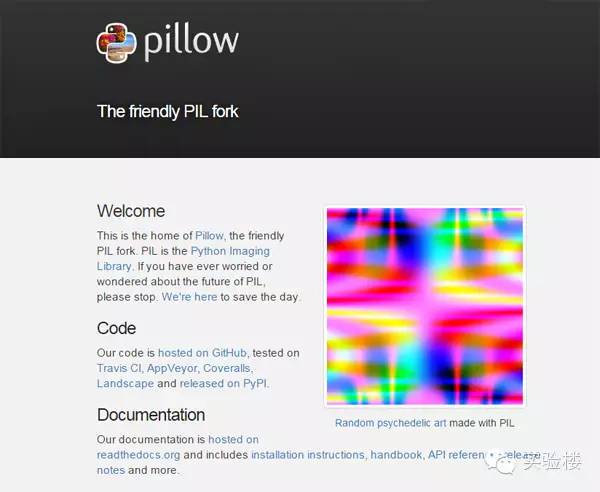 pillow
The friendly PIL fork
Welcome
This is the home of Pillow, the friendly
PIL fork. PIL is the Python Imaging
Library. If you have ever worried or
wondered about the future of PIL,
please stop. We're here to save the day.
Code
Our code is hosted on GitHub, tested on
Travis CI, AppVeyor, Coveralls,
Landscape and released on PyPI.
Random psychedelic art made with PIL
Documentation
Our documentation is hosted on
readthedocs.org and includes installation instructions, handbook, API reference, release
notes and more.
实验楼